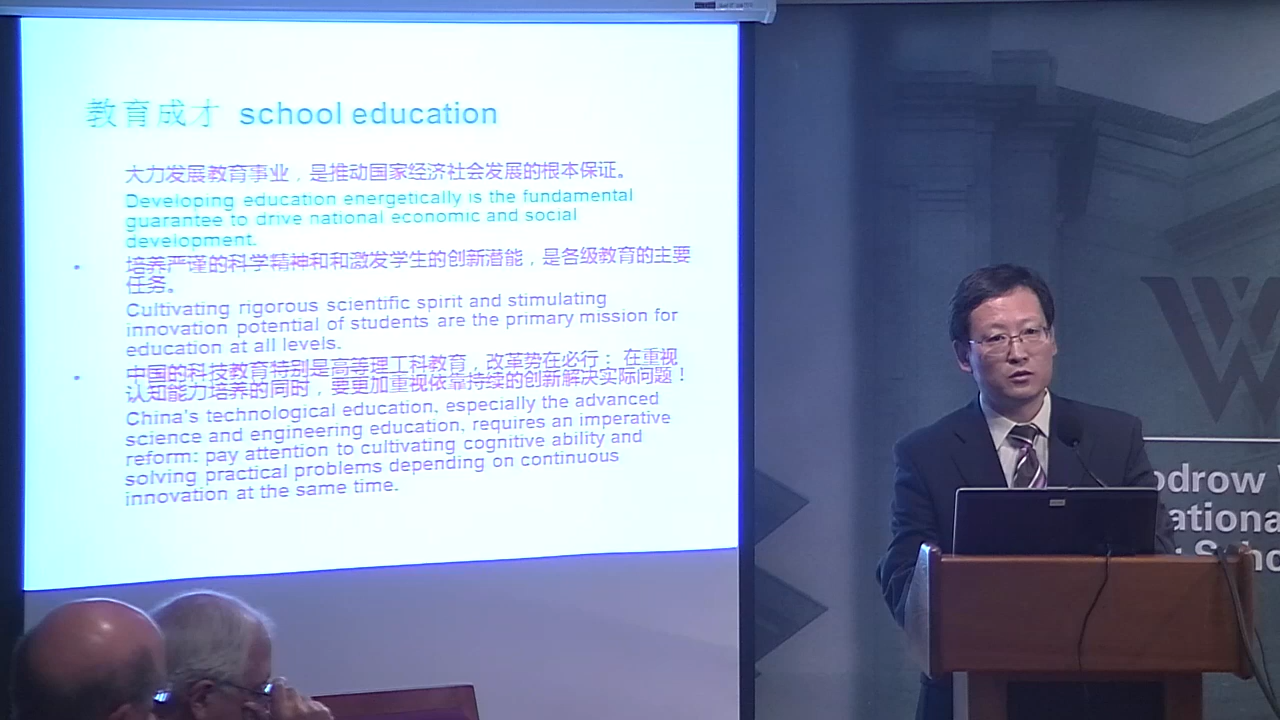 教育成才 school education
大力发展教育事业，是推动国家经济社会发展的根本保证。
Developing education energetically is the fundamental
guarantee to drive national economic and social
development.
• 培养严谨的科学精神和和激发学生的创新潜能，是各级教育的主要
任务。
Cultivating rigorous scientific spirit and stimulating
innovation potential of students are the primary mission for
education at all levels.
• 中国的科技教育特别是高等理工科教育，改革势在必行： 在重视
认知能力培养的同时，要更加重视依靠持续的创新解决实际问题！
China's technological education, especially the advanced
science and engineering education, requires an imperative
reform: pay attention to cultivating cognitive ability and
solving practical problems depending on continuous
innovation at the same time.
W
odrow W
ationa
Scho